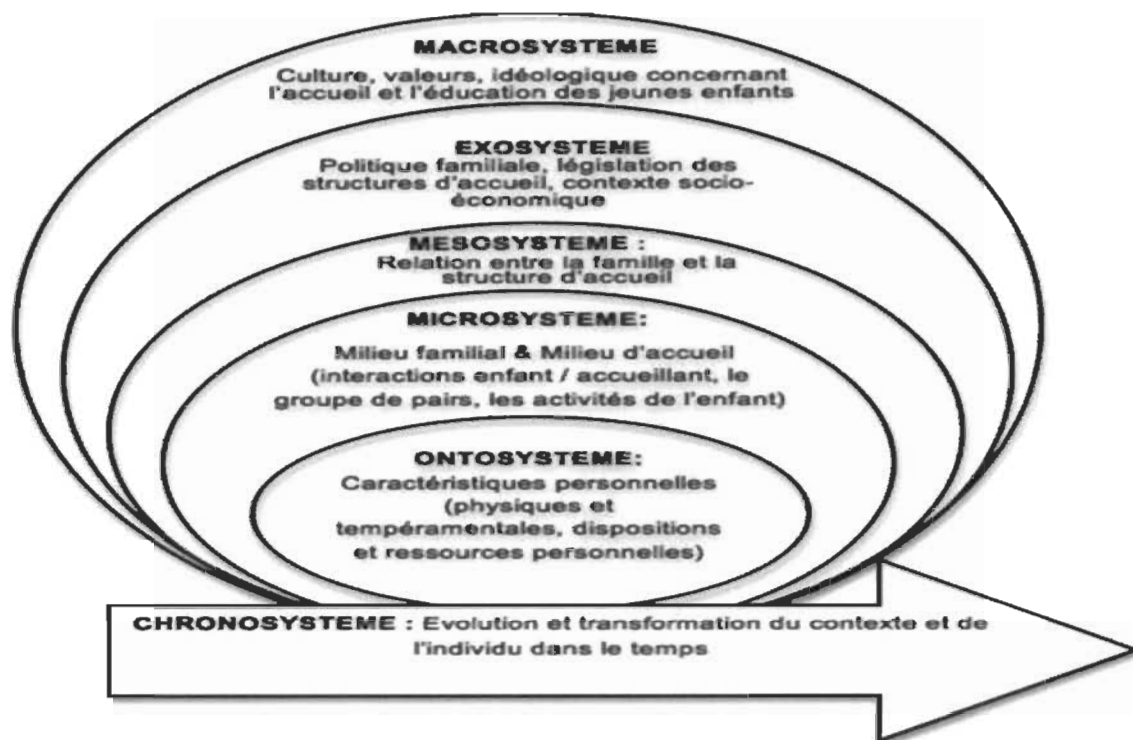 MACROSYSTEME
Culture, valeurs, idéologique concernant
l'accueil et l'éducation des jeunes enfants
EXOSYSTEME
Politique familiale, législation des
structures d'accueil, contexte socio-
économique
MESOSYSTEME :
Relation entre la famille et la
structure d'accueil
MICROSYSTEME:
Milieu familial & Milieu d'accueil
(interactions enfant / accueillant, le
groupe de pairs, les activités de l'enfant)
ONTOSYSTEME:
Caractéristiques personnelles
(physiques et
tempéramentales, dispositions
et ressources personnelles)
CHRONOSYSTEME : Evolution et transformation du contexte et de
l'individu dans le temps